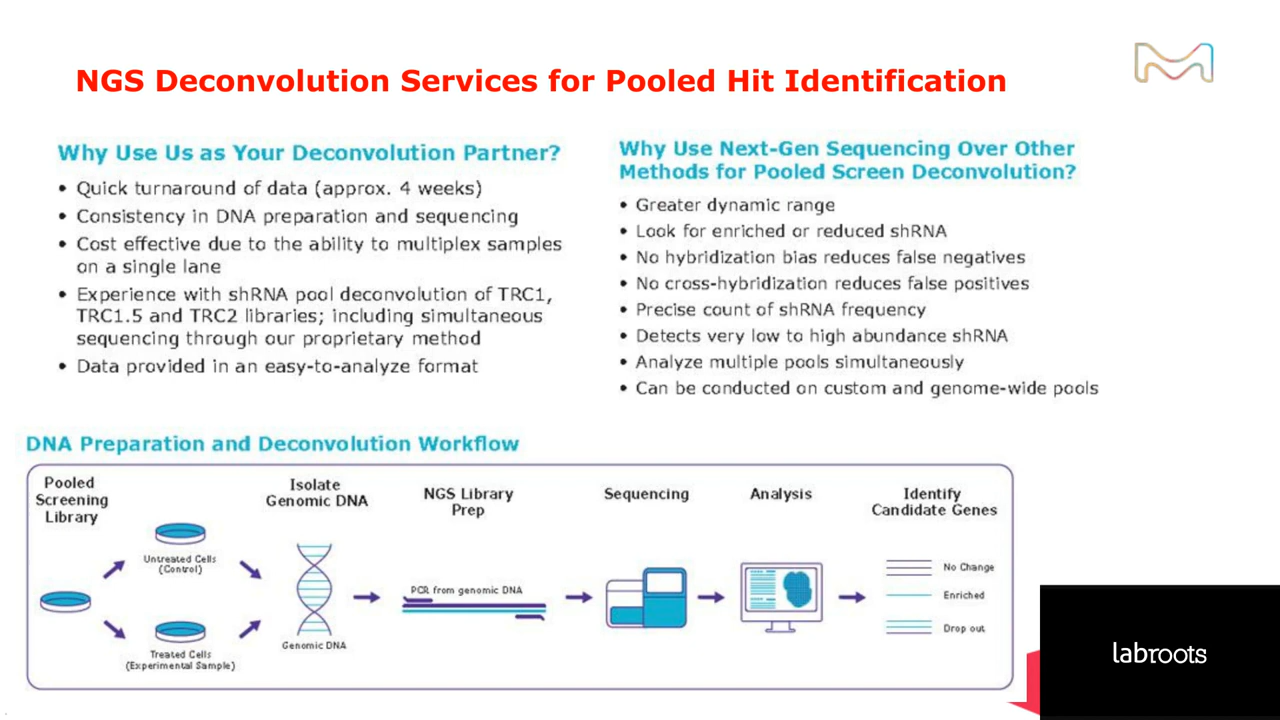 NGS Deconvolution Services for Pooled Hit Identification
Why Use Us as Your Deconvolution Partner?
• Quick turnaround of data (approx. 4 weeks)
• Consistency in DNA preparation and sequencing
• Cost effective due to the ability to multiplex samples
on a single lane
• Experience with shRNA pool deconvolution of TRC1,
TRC1.5 and TRC2 libraries; including simultaneous
sequencing through our proprietary method
• Data provided in an easy-to-analyze format
Why Use Next-Gen Sequencing Over Other
Methods for Pooled Screen Deconvolution?
• Greater dynamic range
• Look for enriched or reduced shRNA
• No hybridization bias reduces false negatives
• No cross-hybridization reduces false positives
• Precise count of shRNA frequency
• Detects very low to high abundance shRNA
• Analyze multiple pools simultaneously
• Can be conducted on custom and genome-wide pools
DNA Preparation and Deconvolution Workflow
Pooled
Screening
Library
Untreated Cells
(Control)
Treated Cells
(Experimental Sample)
Isolate
Genomic DNA
Genomic DNA
NGS Library
Prep
PCR from genomic DNA
Sequencing
Analysis
Identify
Candidate Genes
No Change
Enriched
Drop out
labroots